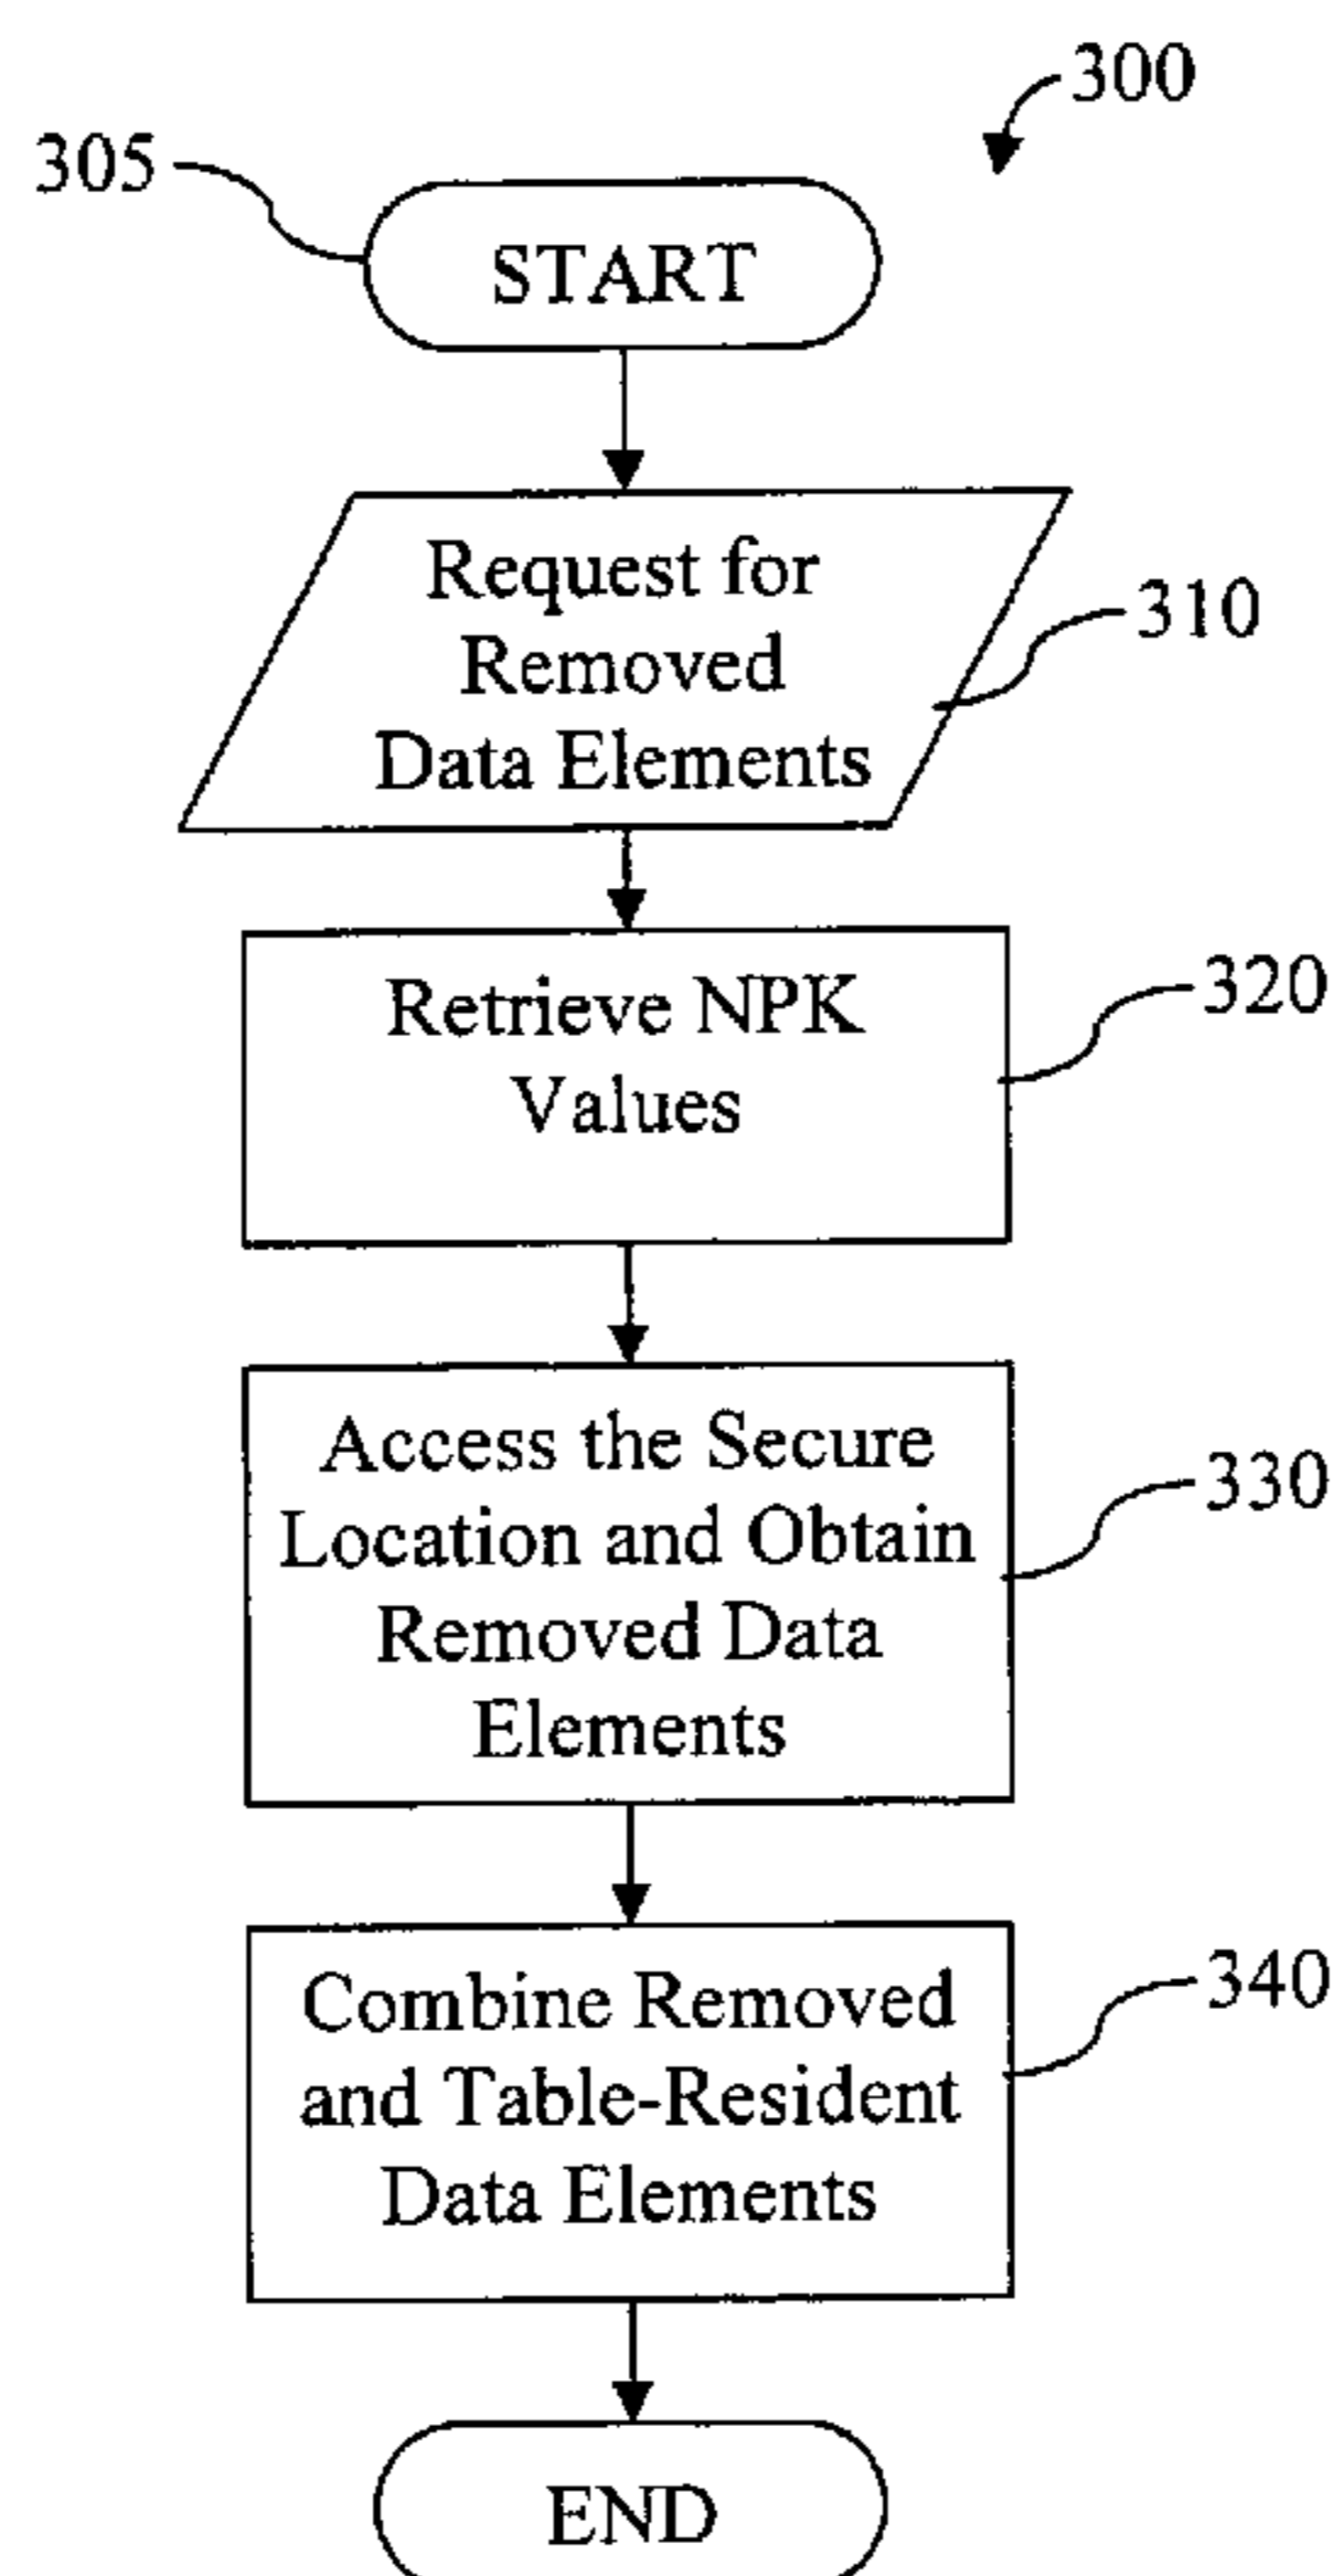 300
305
START
Request for
Removed
Data Elements
310
Retrieve NPK
Values
320
Access the Secure
Location and Obtain
Removed Data
Elements
330
Combine Removed
and Table-Resident
Data Elements
340
END